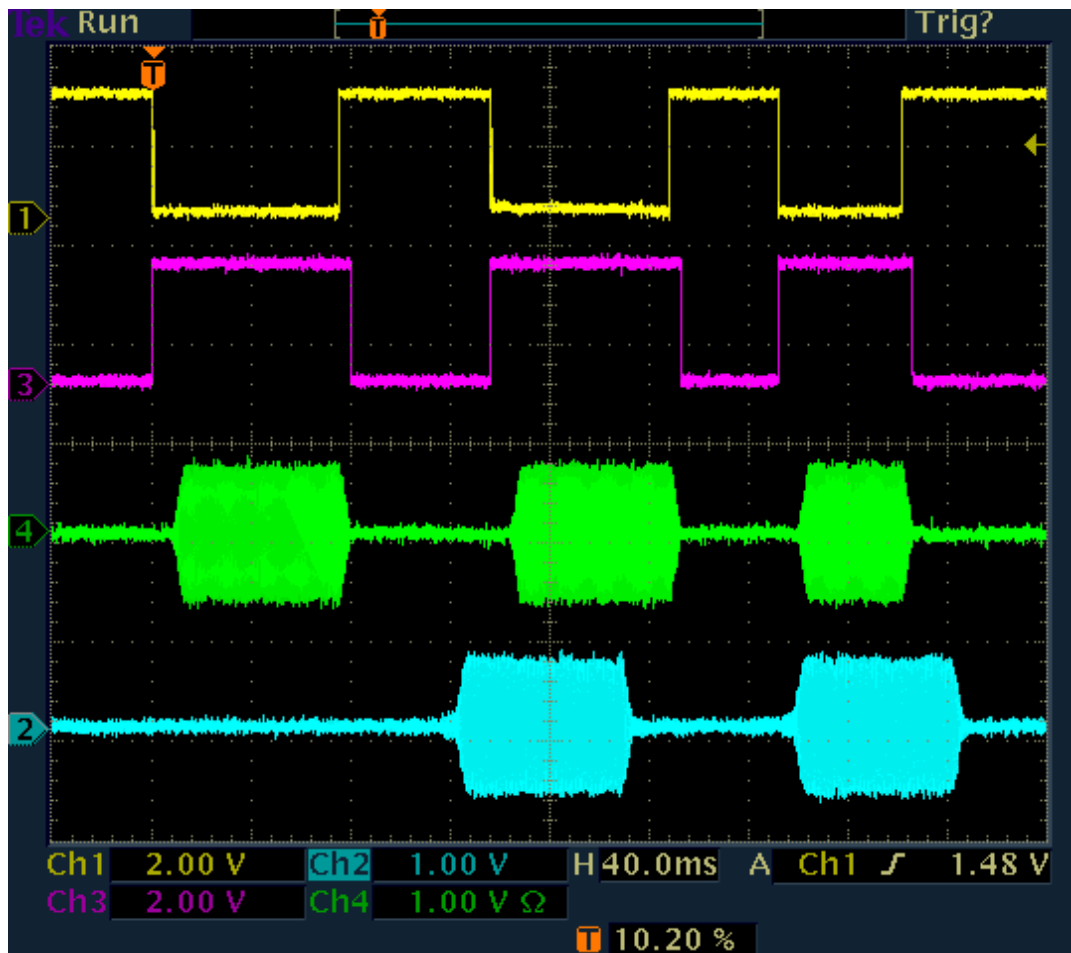 Tek Run Trig?
T T
1
3
4
2
Ch1 2.00 V Ch2 1.00 V H 40.0ms A Ch1 1.48 V
Ch3 2.00 V Ch4 1.00 V Ω
T 10.20 %